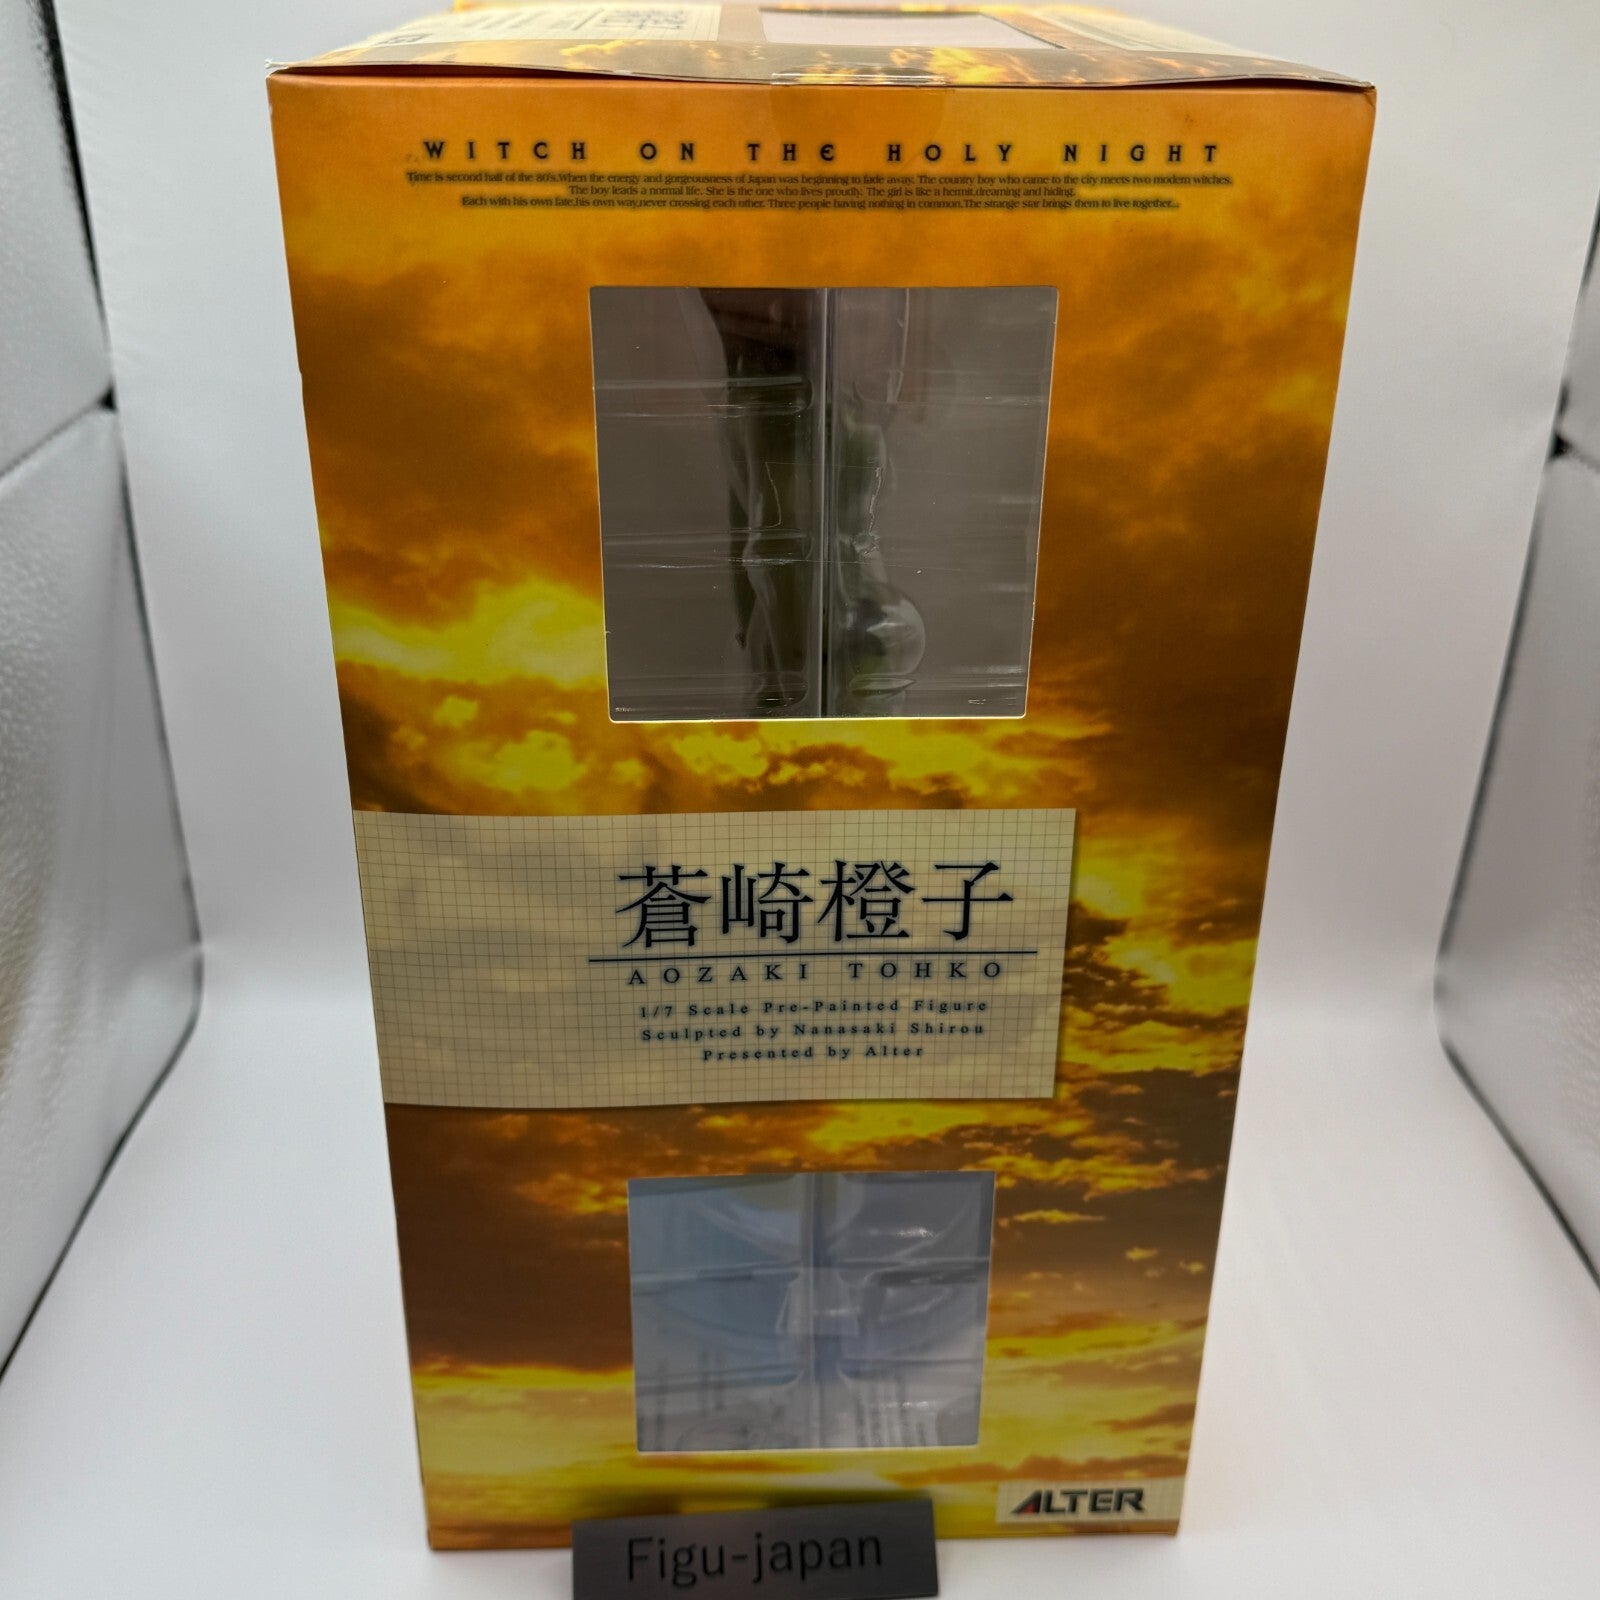 WITCH ON THE HOLY NIGHT
Time is second half of the 80's.When the energy and gorgeousness of Japan was beginning to fade away. The country boy who came to the city meets two modern witches.
The boy leads a normal life. She is the one who lives proudly. The girl is like a hermit,dreaming and hiding.
Each with his own fate,his own way,never crossing each other. Three people having nothing in common.The strange star brings them to live together...
蒼崎橙子
AOZAKI TOHKO
1/7 Scale Pre-Painted Figure
Sculpted by Nanasaki Shirou
Presented by Alter
ALTER
Figu-japan